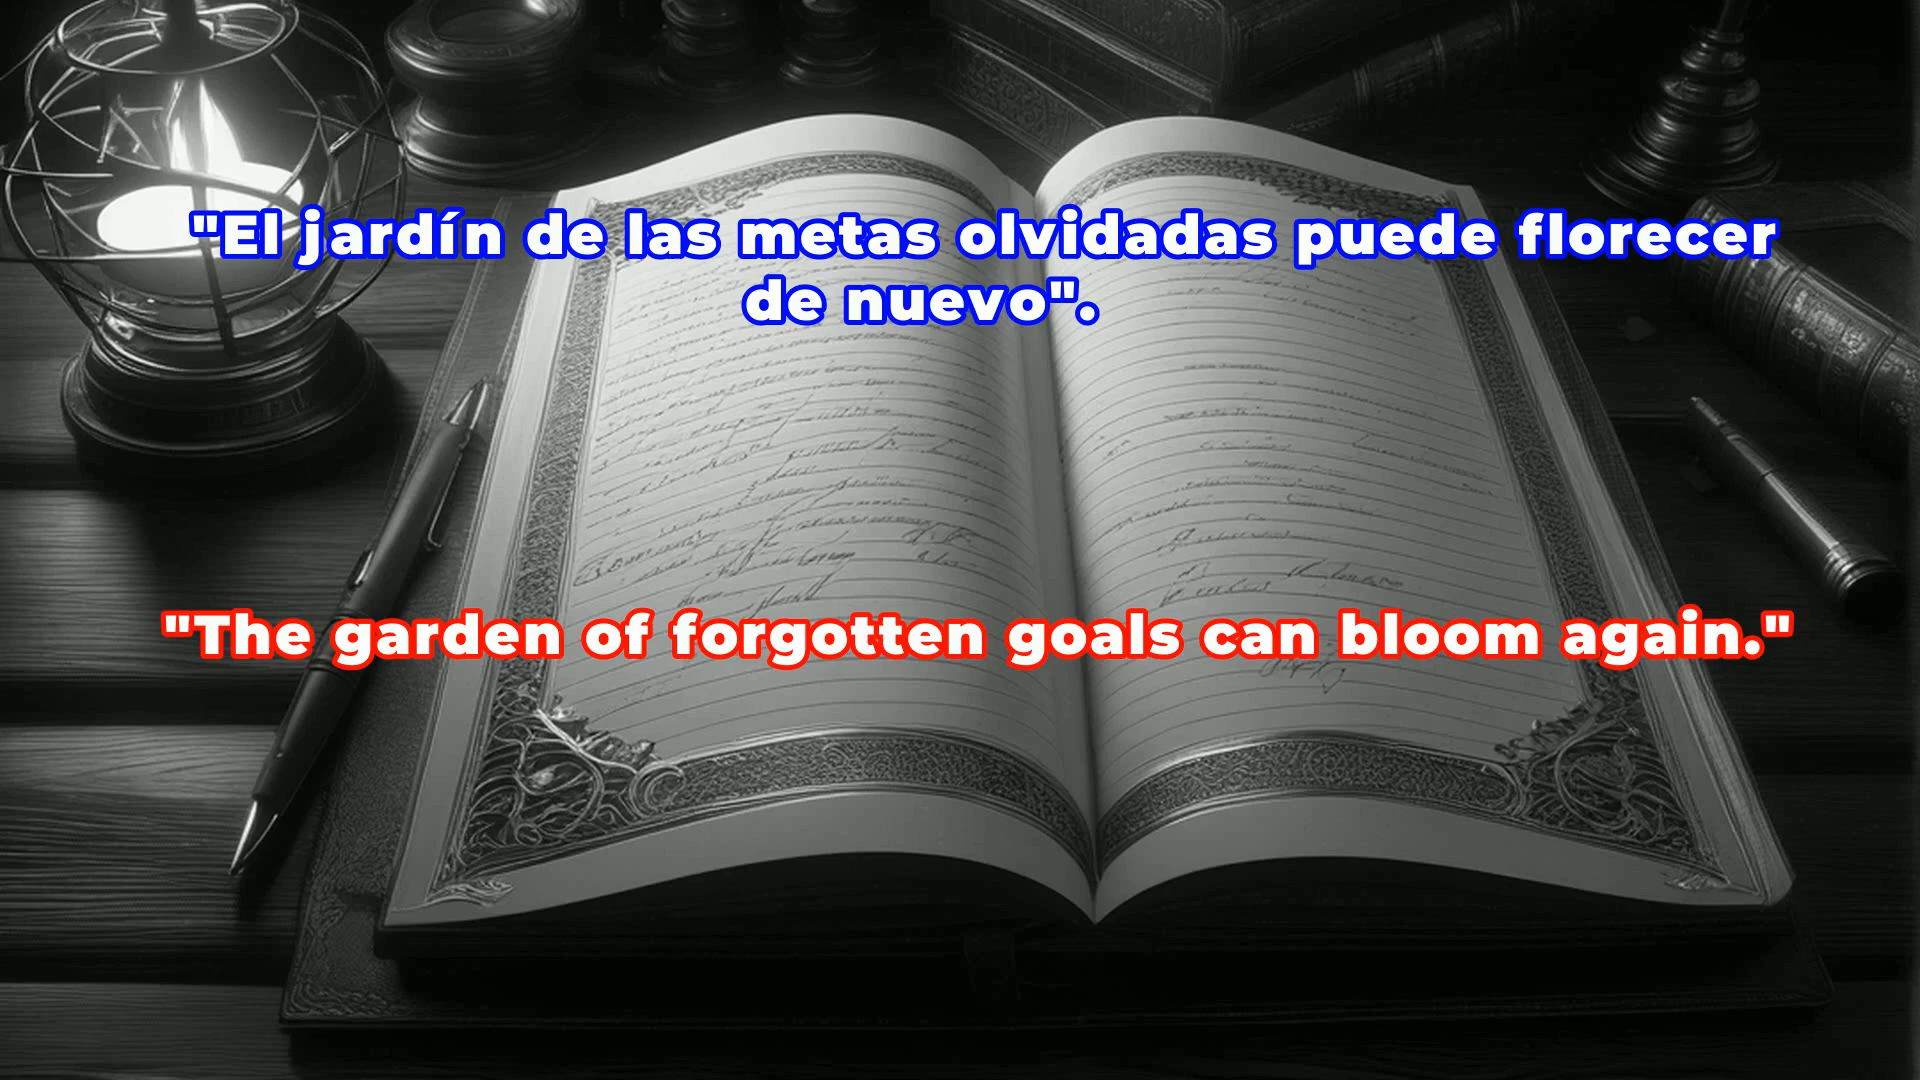 "El jardín de las metas olvidadas puede florecer
de nuevo".
"The garden of forgotten goals can bloom again."